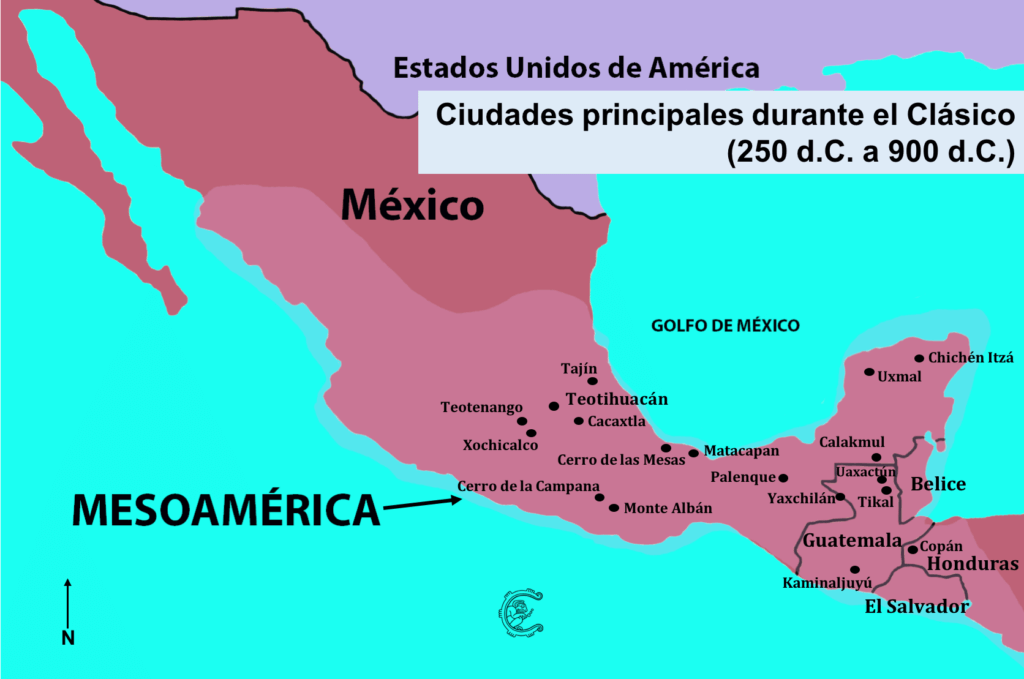 Estados Unidos de América
Ciudades principales durante el Clásico
(250 d.C. a 900 d.C.)
México
GOLFO DE MÉXICO
Chichén Itzá
Uxmal
Tajín
Teotihuacán
Teotenango
Cacaxtla
Xochicalco
Calakmul
Matacapan
Cerro de las Mesas
Uaxactún
Palenque
Belice
Cerro de la Campana
Yaxchilán
Tikal
MESOAMÉRICA
Monte Albán
Guatemala
Copán
Honduras
Kaminaljuyú
El Salvador
N